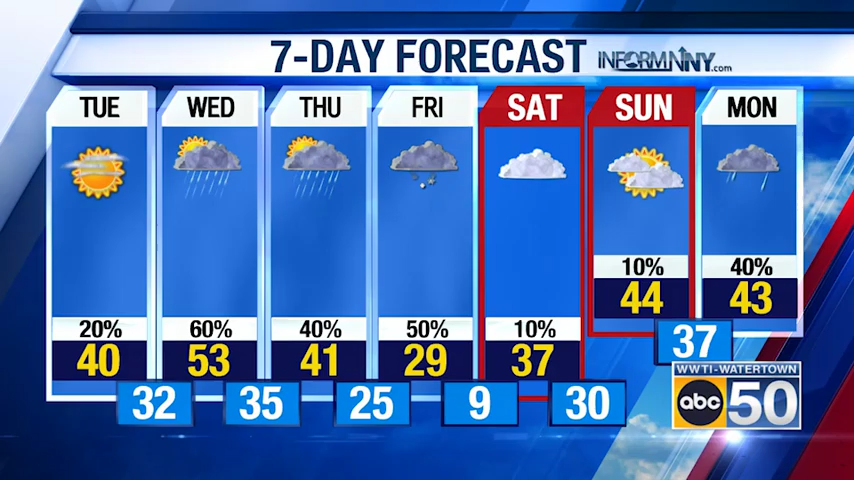 7-DAY FORECAST INFORMNNY.com
TUE WED THU FRI SAT SUN MON
10% 40%
44 43
20% 60% 40% 50% 10%
40 53 41 29 37
37
32 35 25 9 30
WWTI-WATERTOWN
abc 50